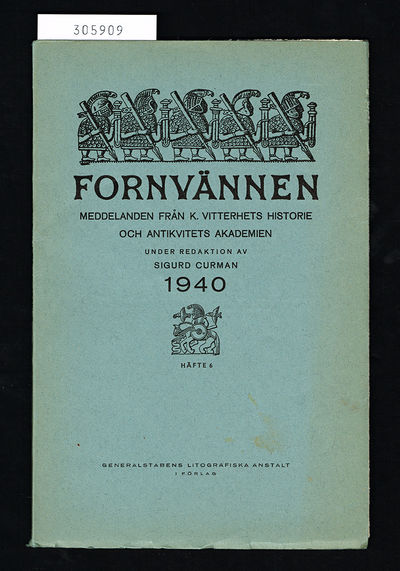 305909
FORNVÄNNEN
MEDDELANDEN FRÅN K. VITTERHETS HISTORIE
OCH ANTIKVITETS AKADEMIEN
UNDER REDAKTION AV
SIGURD CURMAN
1940
HÄFTE 6
GENERALSTABENS LITOGRAFISKA ANSTALT
I FÖRLAG